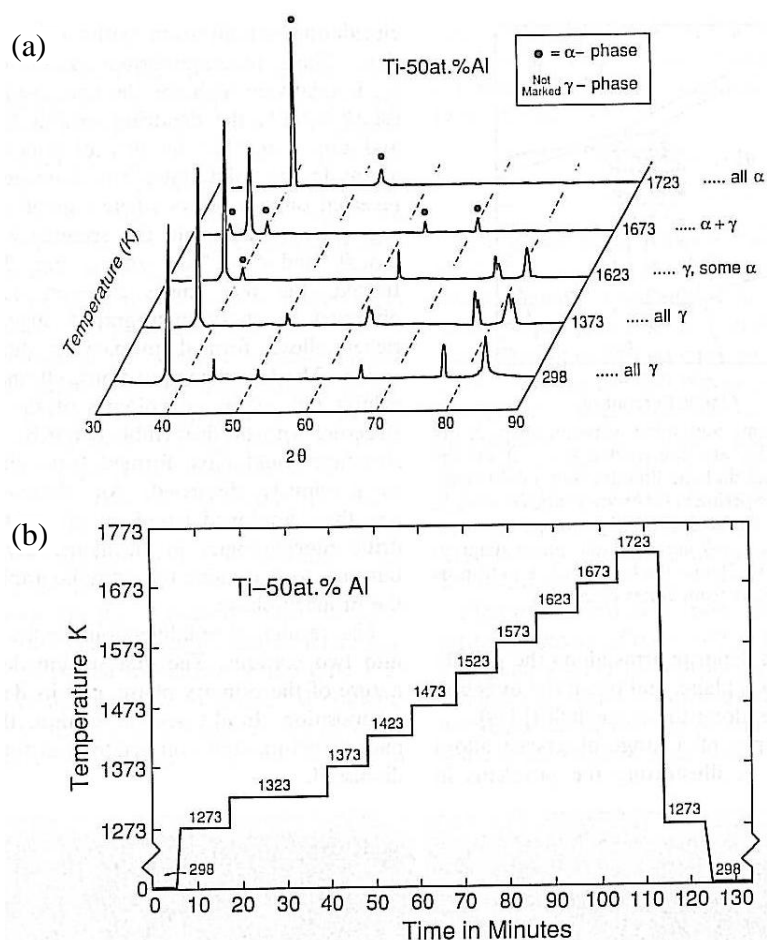 (a)
Ti-50at.%Al
= α- phase
Not
Marked γ- phase
1723 ..... all α
1673 ..... α + γ
1623 ..... γ, some α
1373 ..... all γ
298 ..... all γ
Temperature (K)
30 40 50 60 70 80 90
2θ
(b)
Ti–50at.% Al
Temperature K
1773
1673
1573
1473
1373
1273
0
298
1273
1323
1373
1423
1473
1523
1573
1623
1673
1723
1273
298
0 10 20 30 40 50 60 70 80 90 100 110 120 130
Time in Minutes